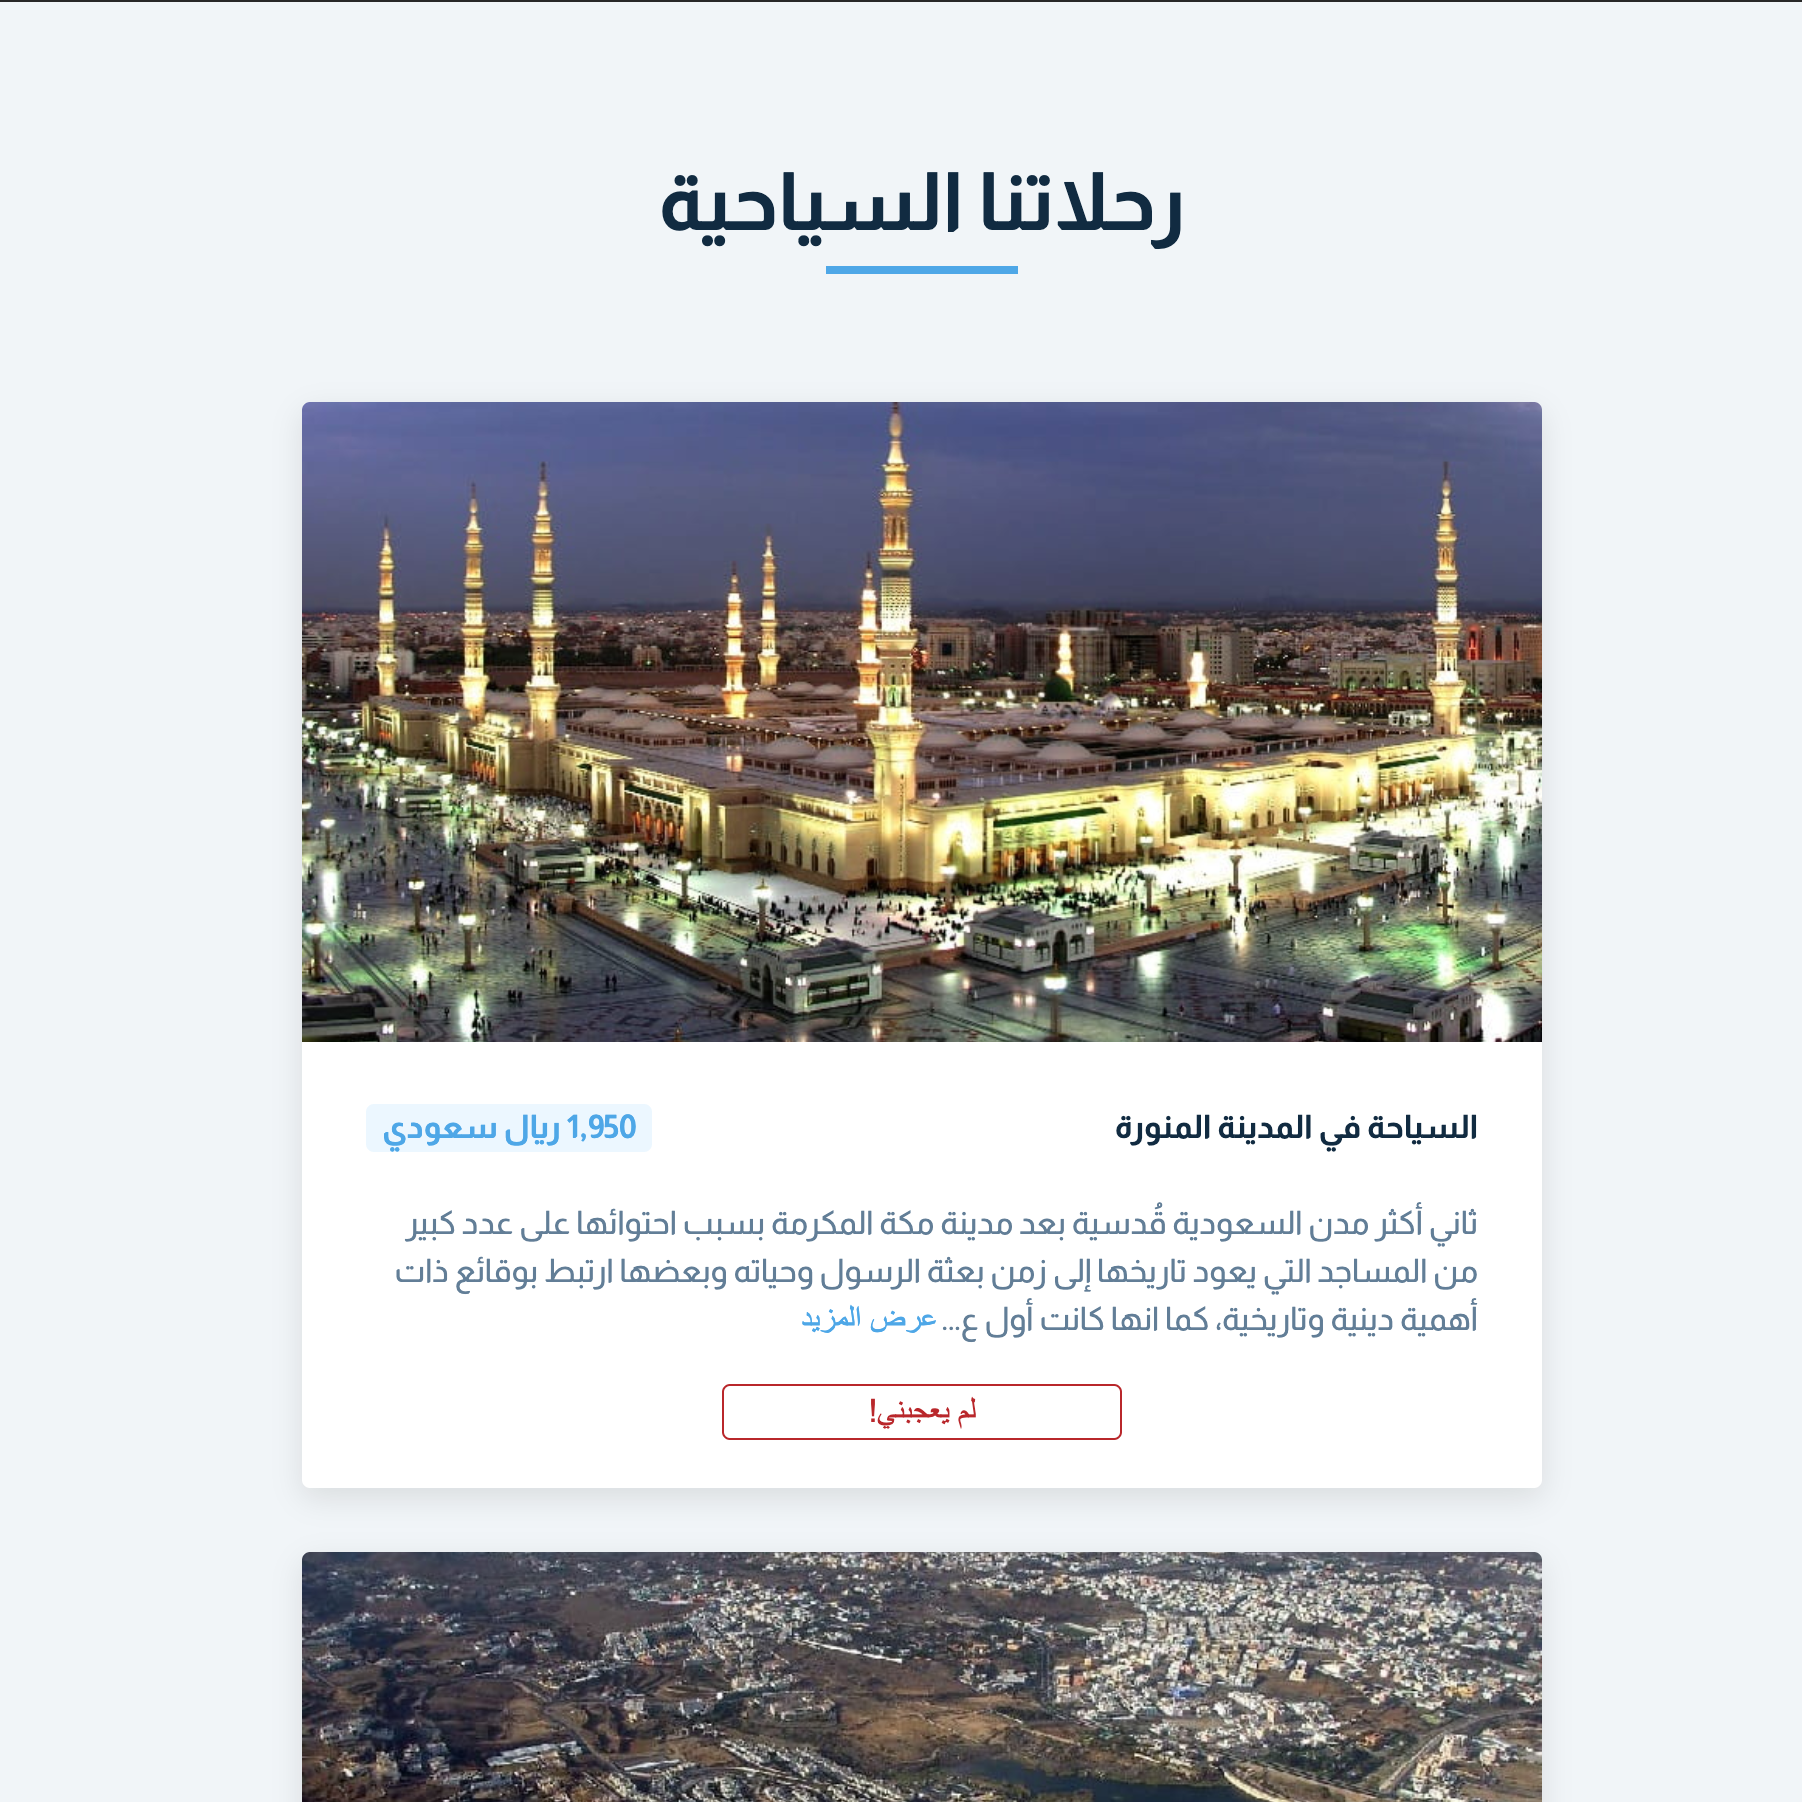 رحلاتنا السياحية
السياحة في المدينة المنورة
1,950 ريال سعودي
ثاني أكثر مدن السعودية قُدسية بعد مدينة مكة المكرمة بسبب احتوائها على عدد كبير
من المساجد التي يعود تاريخها إلى زمن بعثة الرسول وحياته وبعضها ارتبط بوقائع ذات
أهمية دينية وتاريخية، كما انها كانت أول ع... عرض المزيد
لم يعجبني!